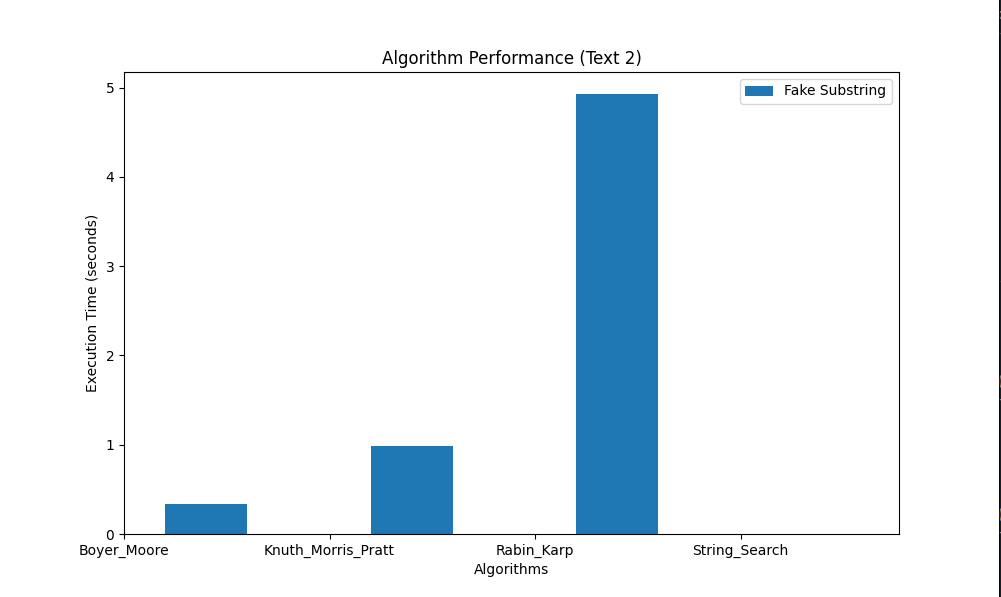 Algorithm Performance (Text 2)
Fake Substring
5
4
3
2
1
0
Execution Time (seconds)
Boyer_Moore
Knuth_Morris_Pratt
Rabin_Karp
String_Search
Algorithms